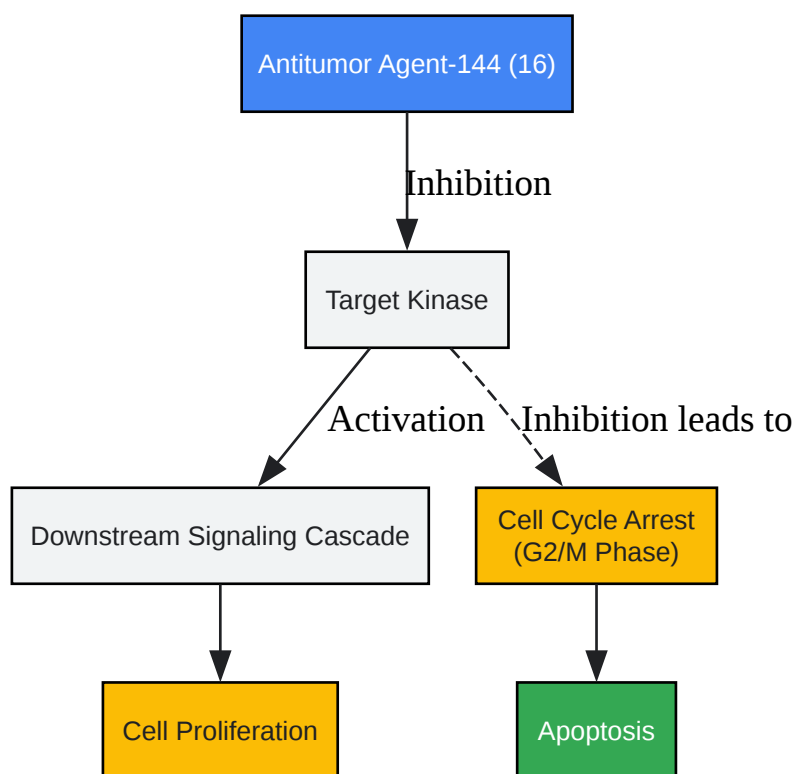 Antitumor Agent-144 (16)
Inhibition
Target Kinase
Activation
Inhibition leads to
Downstream Signaling Cascade
Cell Cycle Arrest
(G2/M Phase)
Cell Proliferation
Apoptosis